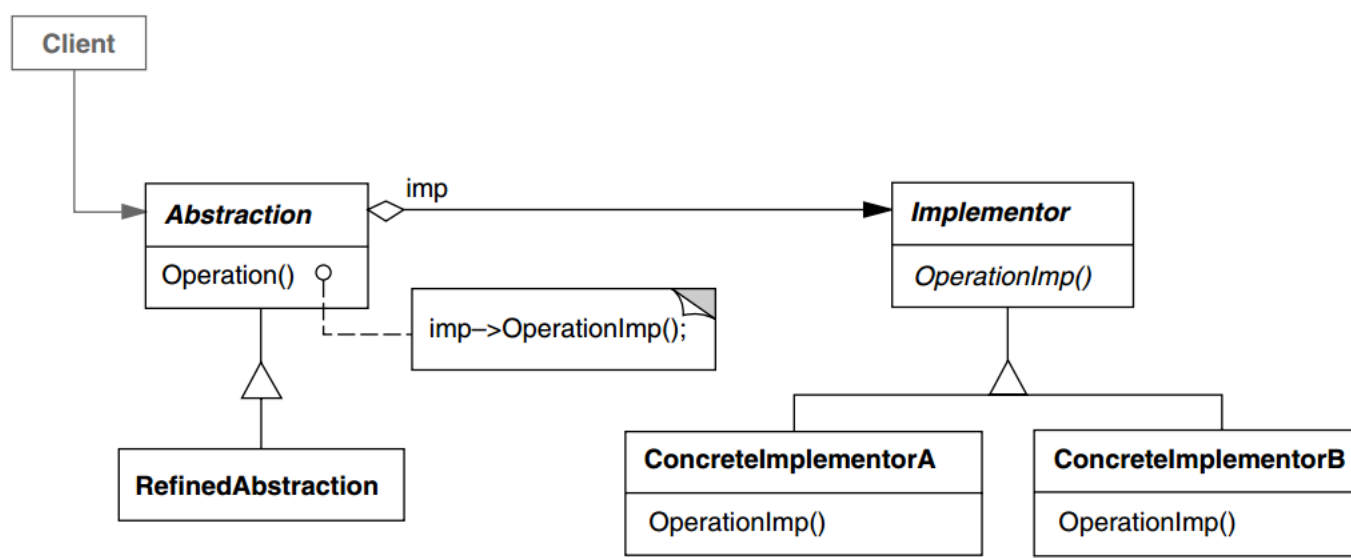 Client
imp
Abstraction
Implementor
Operation()
OperationImp()
imp–>OperationImp();
RefinedAbstraction
ConcreteImplementorA
ConcreteImplementorB
OperationImp()
OperationImp()